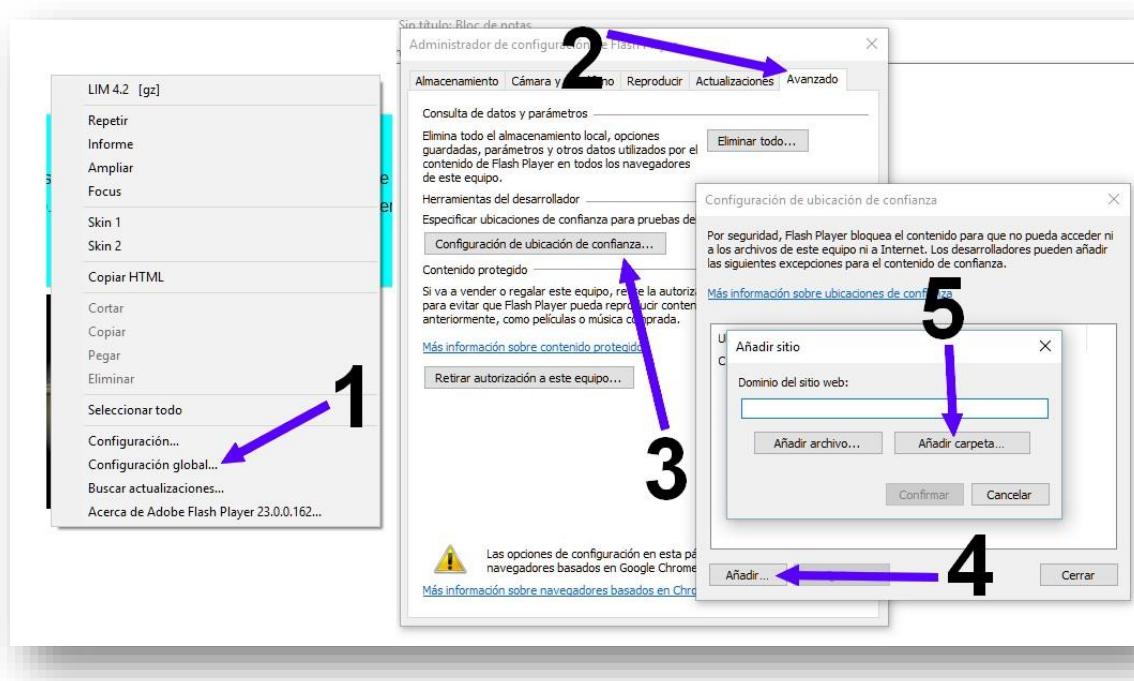 Sin título: Bloc de notas
1
2
3
4
5
LIM 4.2 [gz]
Repetir
Informe
Ampliar
Focus
Skin 1
Skin 2
Copiar HTML
Cortar
Copiar
Pegar
Eliminar
Seleccionar todo
Configuración...
Configuración global...
Buscar actualizaciones...
Acerca de Adobe Flash Player 23.0.0.162...
Administrador de configuración de Flash Player
Almacenamiento Cámara y Reproducir Actualizaciones Avanzado
Consulta de datos y parámetros
Elimina todo el almacenamiento local, opciones
guardadas, parámetros y otros datos utilizados por el
contenido de Flash Player en todos los navegadores
de este equipo.
Eliminar todo...
Herramientas del desarrollador
Especificar ubicaciones de confianza para pruebas de
Configuración de ubicación de confianza...
Contenido protegido
Si va a vender o regalar este equipo, la autoriza
para evitar que Flash Player pueda reproducir conten
anteriormente, como películas o música comprada.
Más información sobre contenido protegido
Retirar autorización a este equipo...
Las opciones de configuración en esta pá
navegadores basados en Google Chrome
Más información sobre navegadores basados en Chro
Configuración de ubicación de confianza
Por seguridad, Flash Player bloquea el contenido para que no pueda acceder ni
a los archivos de este equipo ni a Internet. Los desarrolladores pueden añadir
las siguientes excepciones para el contenido de confianza.
Más información sobre ubicaciones de confianza
Añadir sitio
Dominio del sitio web:
Añadir archivo... Añadir carpeta...
Confirmar Cancelar
Añadir... Cerrar